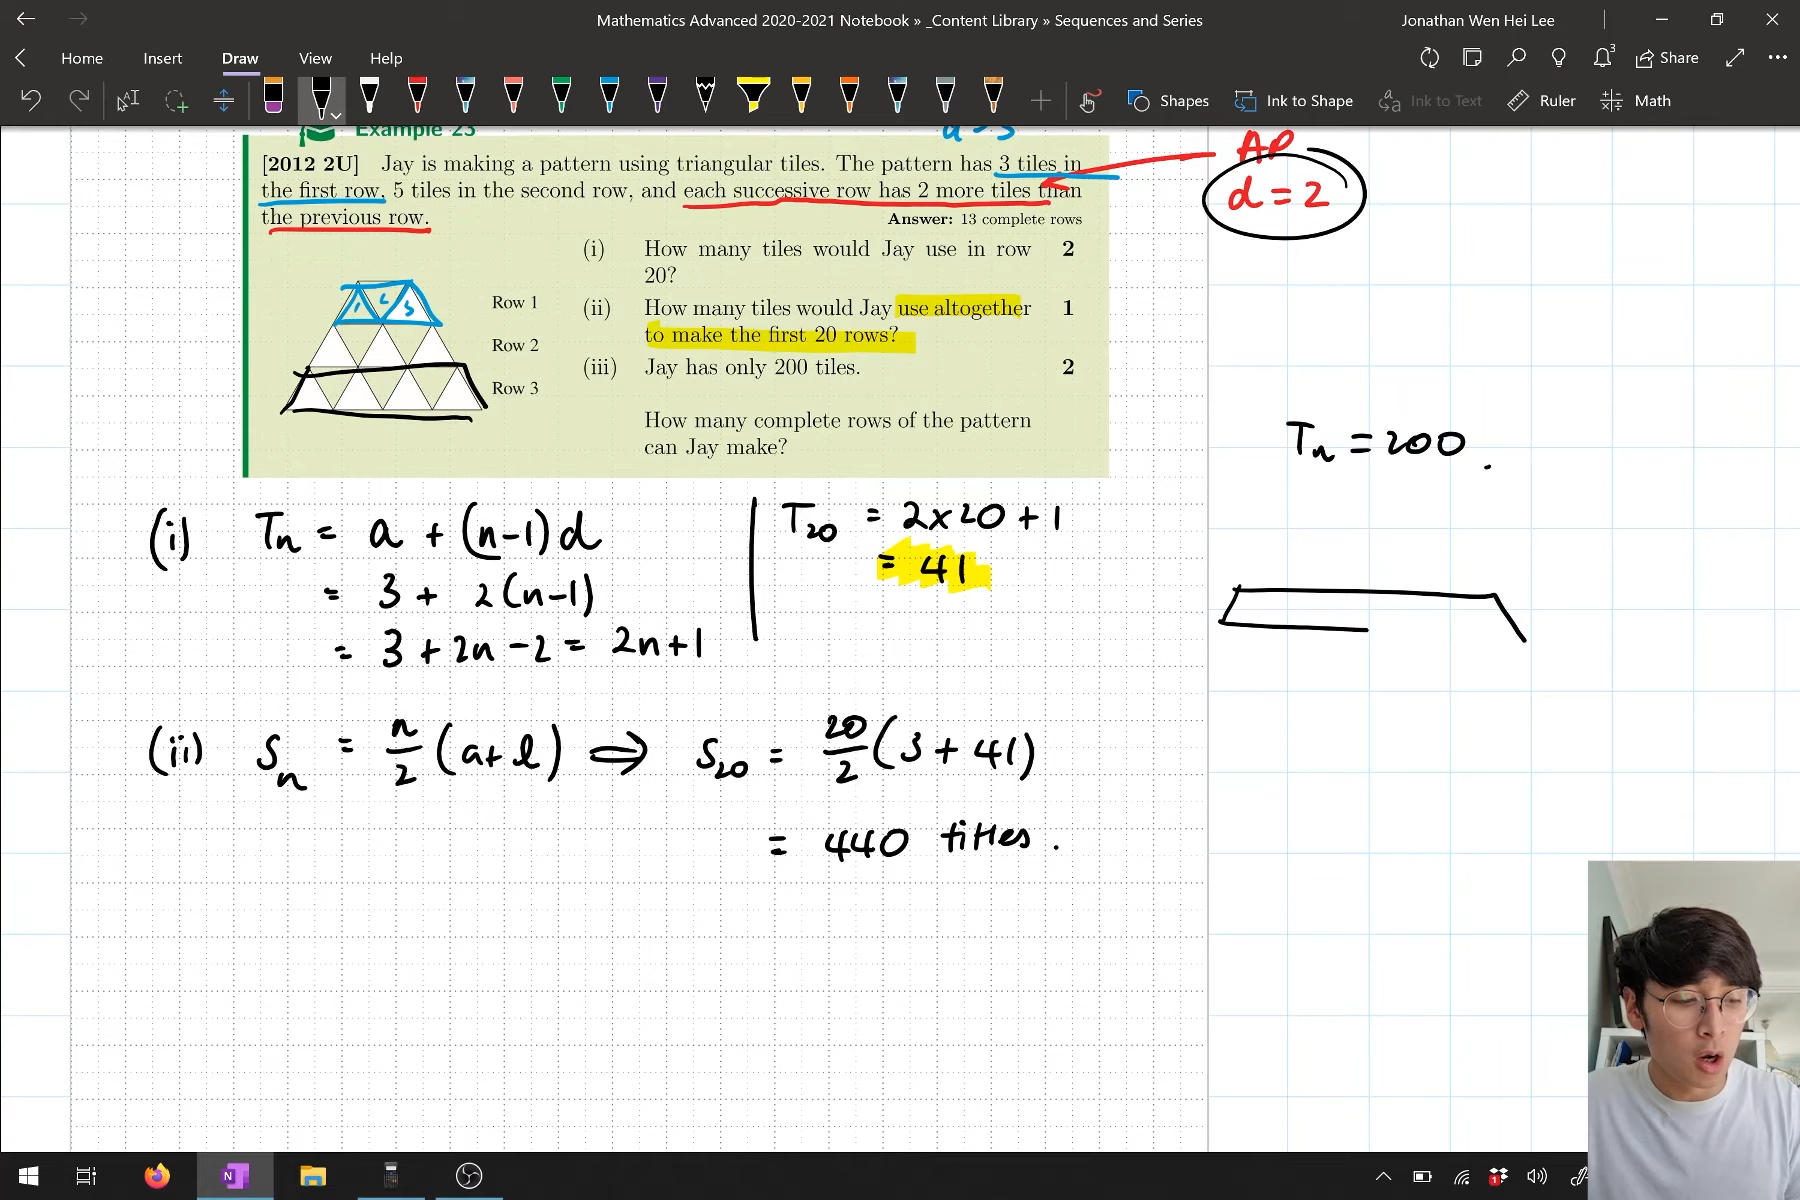 Mathematics Advanced 2020-2021 Notebook » _Content Library » Sequences and Series
Jonathan Wen Hei Lee
Home Insert Draw View Help
3
Share
Shapes
Ink to Shape
Ink to Text
Ruler
Math
Example 23
AP
d = 2
[2012 2U] Jay is making a pattern using triangular tiles. The pattern has 3 tiles in
the first row, 5 tiles in the second row, and each successive row has 2 more tiles than
the previous row.
Answer: 13 complete rows
(i) How many tiles would Jay use in row 2
20?
(ii) How many tiles would Jay use altogether 1
to make the first 20 rows?
(iii) Jay has only 200 tiles. 2
How many complete rows of the pattern
can Jay make?
1 2 3
Row 1
Row 2
Row 3
Tn = 200.
(i) Tn = a + (n-1)d
= 3 + 2(n-1)
= 3 + 2n - 2 = 2n+1
T20 = 2x20 + 1
= 41
(ii) Sn = n/2 (a+l) ⟹ S20 = 20/2 (3 + 41)
= 440 titles.
N
1